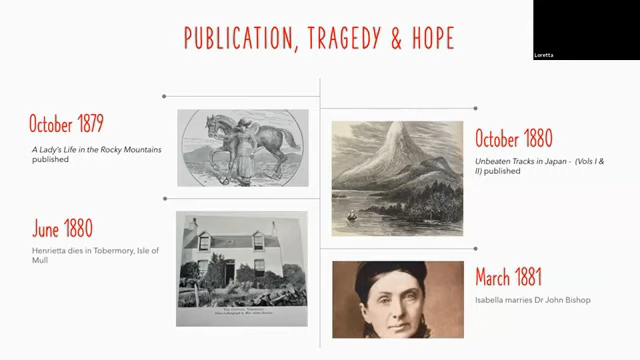 PUBLICATION, TRAGEDY & HOPE
Loretta
October 1879
A Lady's Life in the Rocky Mountains
published
October 1880
Unbeaten Tracks in Japan - (Vols I &
II) published
June 1880
Henrietta dies in Tobermory, Isle of
Mull
March 1881
Isabella marries Dr John Bishop